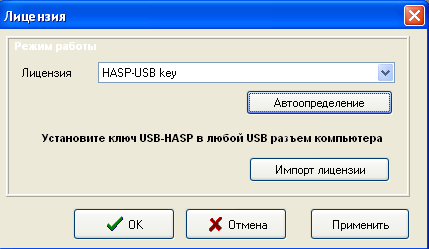 Лицензия
Режим работы
Лицензия HASP-USB key
Автоопределение
Установите ключ USB-HASP в любой USB разъем компьютера
Импорт лицензии
OK Отмена Применить